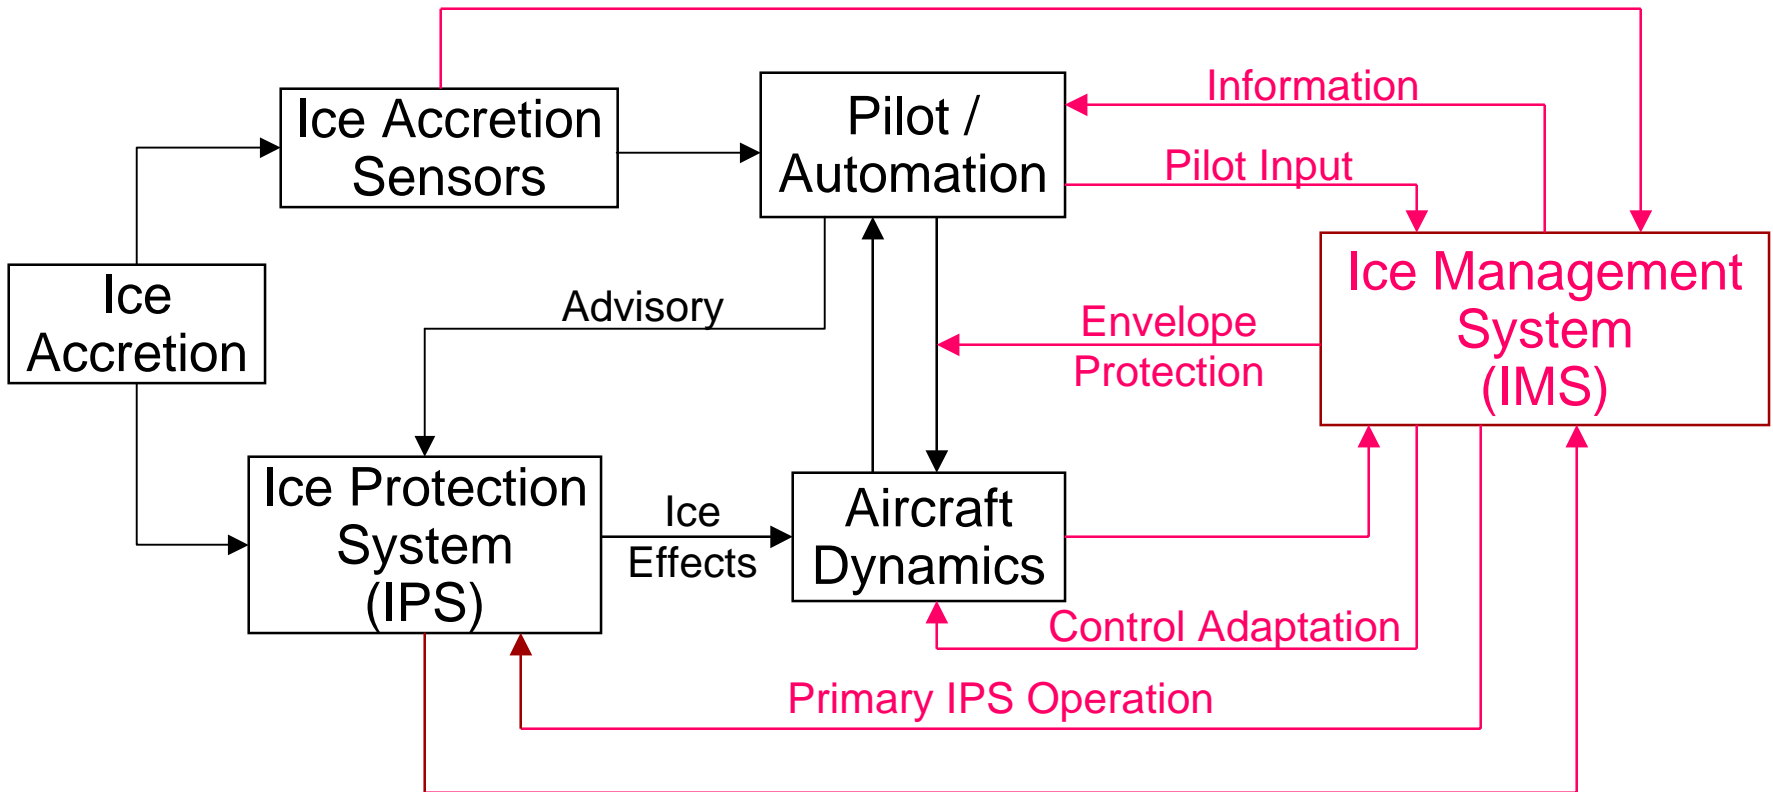 Information
Ice Accretion
Sensors
Pilot /
Automation
Pilot Input
Ice
Accretion
Advisory
Envelope
Protection
Ice Management
System
(IMS)
Ice Protection
System
(IPS)
Ice
Effects
Aircraft
Dynamics
Control Adaptation
Primary IPS Operation